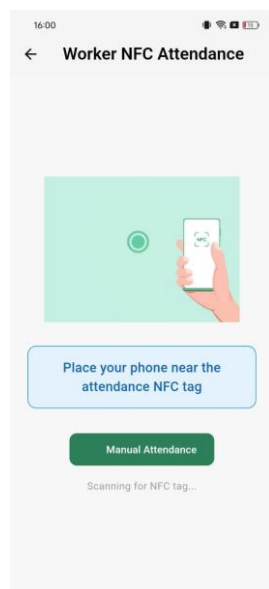 16:00
← Worker NFC Attendance
NFC
Place your phone near the
attendance NFC tag
Manual Attendance
Scanning for NFC tag...